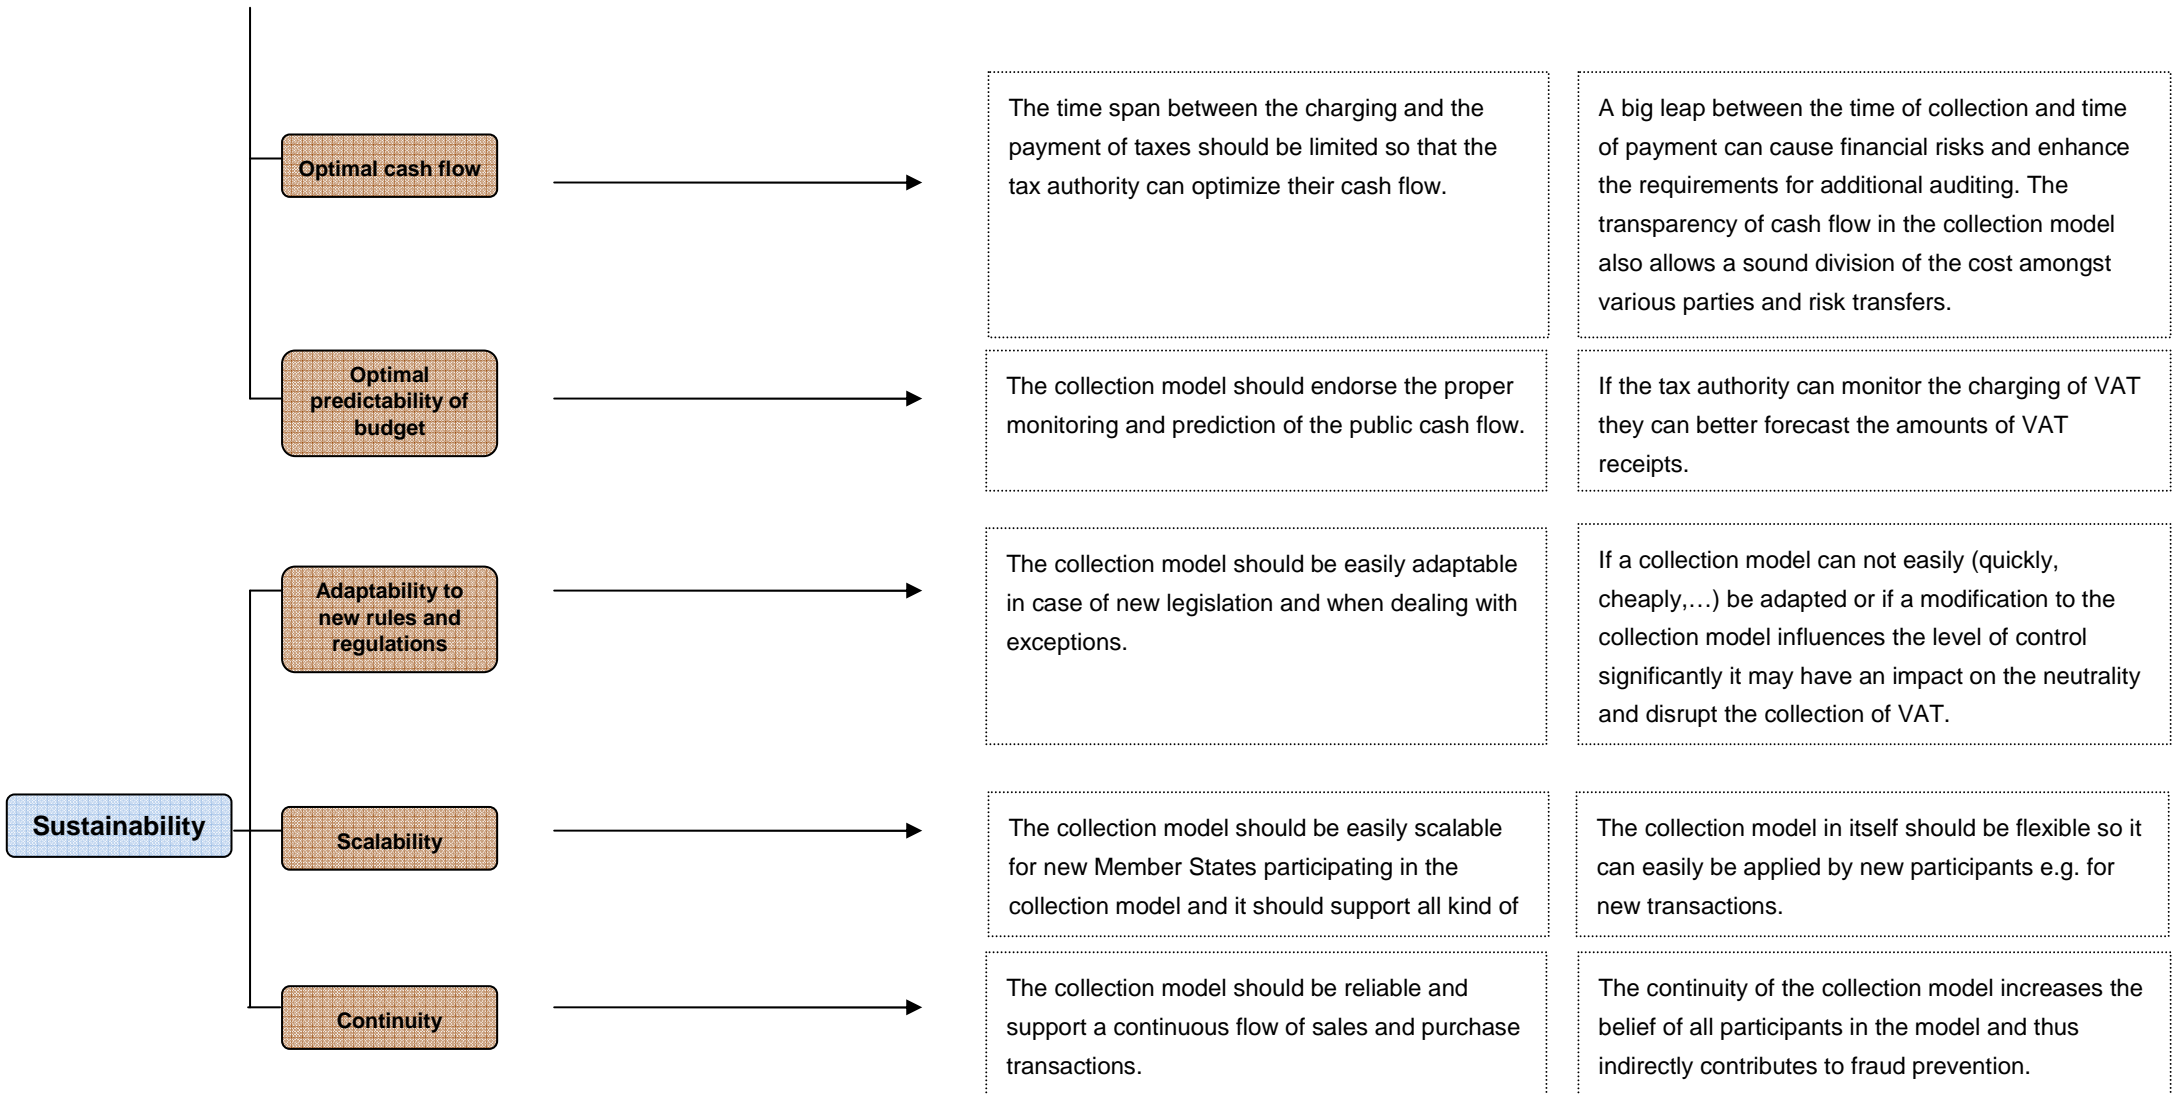 Optimal cash flow
The time span between the charging and the
payment of taxes should be limited so that the
tax authority can optimize their cash flow.
A big leap between the time of collection and time
of payment can cause financial risks and enhance
the requirements for additional auditing. The
transparency of cash flow in the collection model
also allows a sound division of the cost amongst
various parties and risk transfers.
Optimal
predictability of
budget
The collection model should endorse the proper
monitoring and prediction of the public cash flow.
If the tax authority can monitor the charging of VAT
they can better forecast the amounts of VAT
receipts.
Sustainability
Adaptability to
new rules and
regulations
The collection model should be easily adaptable
in case of new legislation and when dealing with
exceptions.
If a collection model can not easily (quickly,
cheaply,…) be adapted or if a modification to the
collection model influences the level of control
significantly it may have an impact on the neutrality
and disrupt the collection of VAT.
Scalability
The collection model should be easily scalable
for new Member States participating in the
collection model and it should support all kind of
The collection model in itself should be flexible so it
can easily be applied by new participants e.g. for
new transactions.
Continuity
The collection model should be reliable and
support a continuous flow of sales and purchase
transactions.
The continuity of the collection model increases the
belief of all participants in the model and thus
indirectly contributes to fraud prevention.